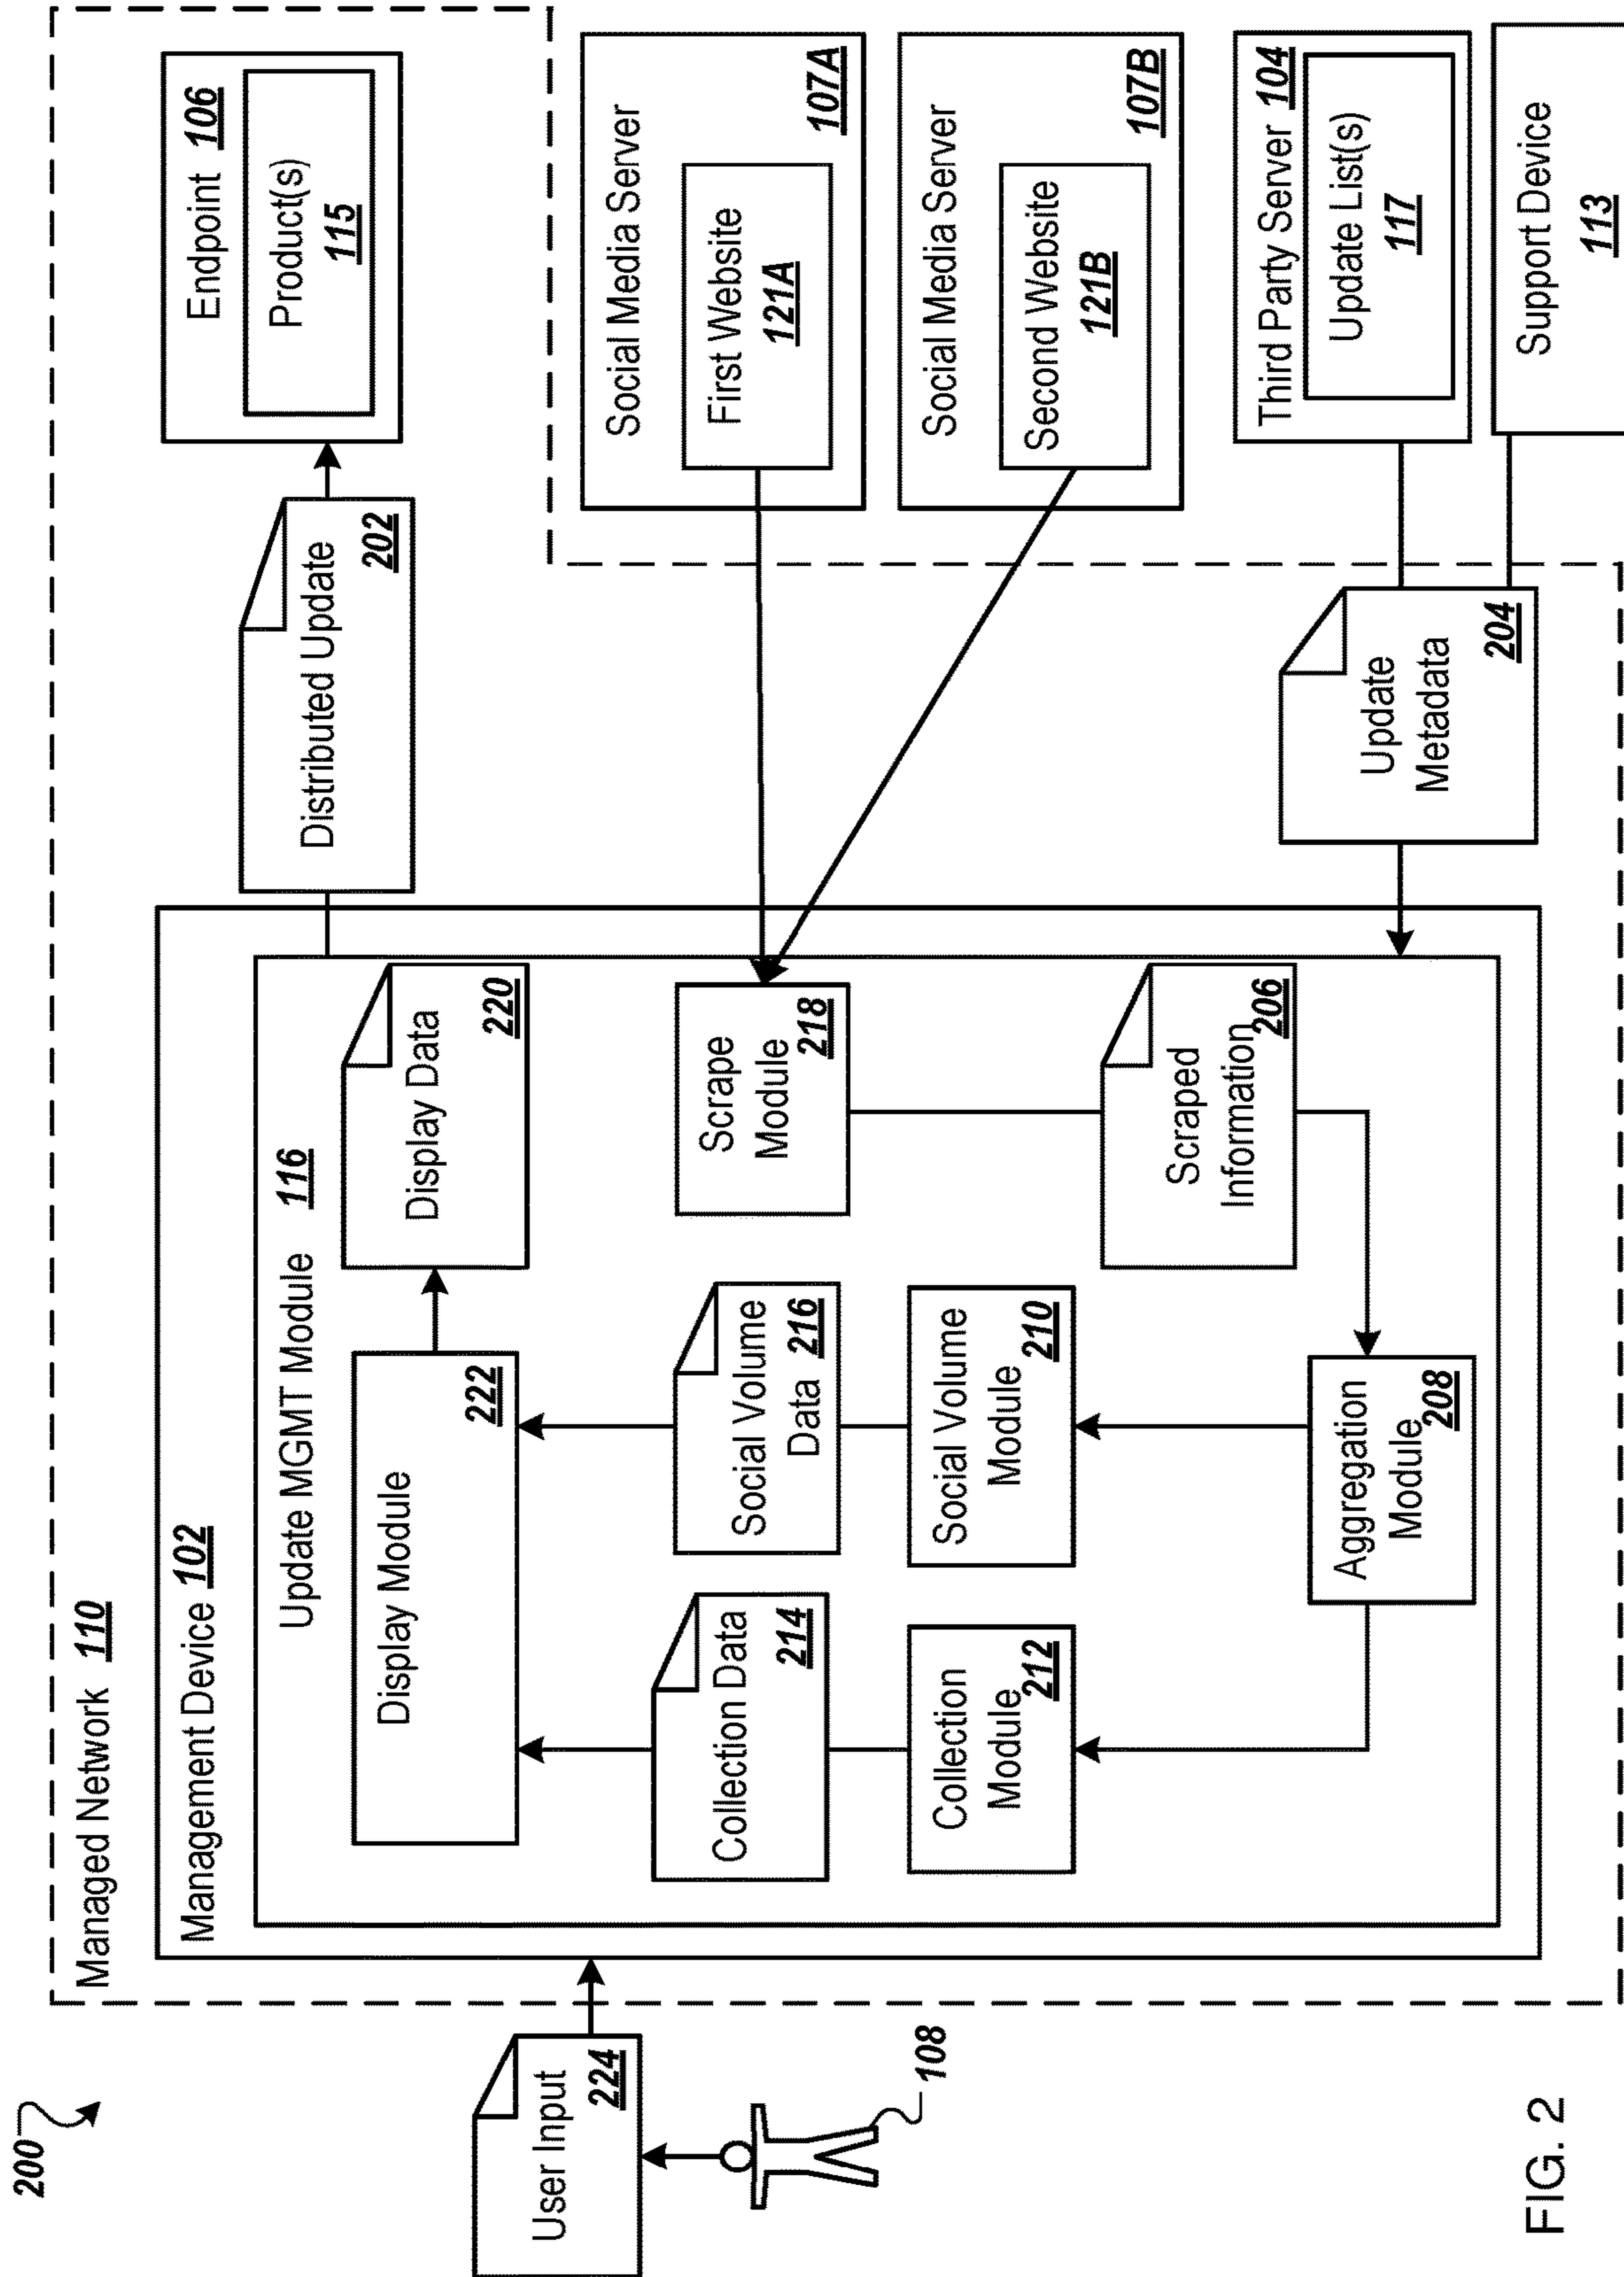 200
Managed Network 110
Management Device 102
Update MGMT Module 116
Display Module
222
Display Data
220
Collection Data
214
Social Volume
Data 216
Scrape
Module
218
Collection
Module
212
Social Volume
Module
210
Scraped
Information
206
Aggregation
Module
208
User Input
224
108
Distributed Update
202
Endpoint 106
Product(s)
115
Social Media Server
First Website
121A
107A
Social Media Server
Second Website
121B
107B
Update
Metadata
204
Third Party Server 104
Update List(s)
117
Support Device
113
FIG. 2